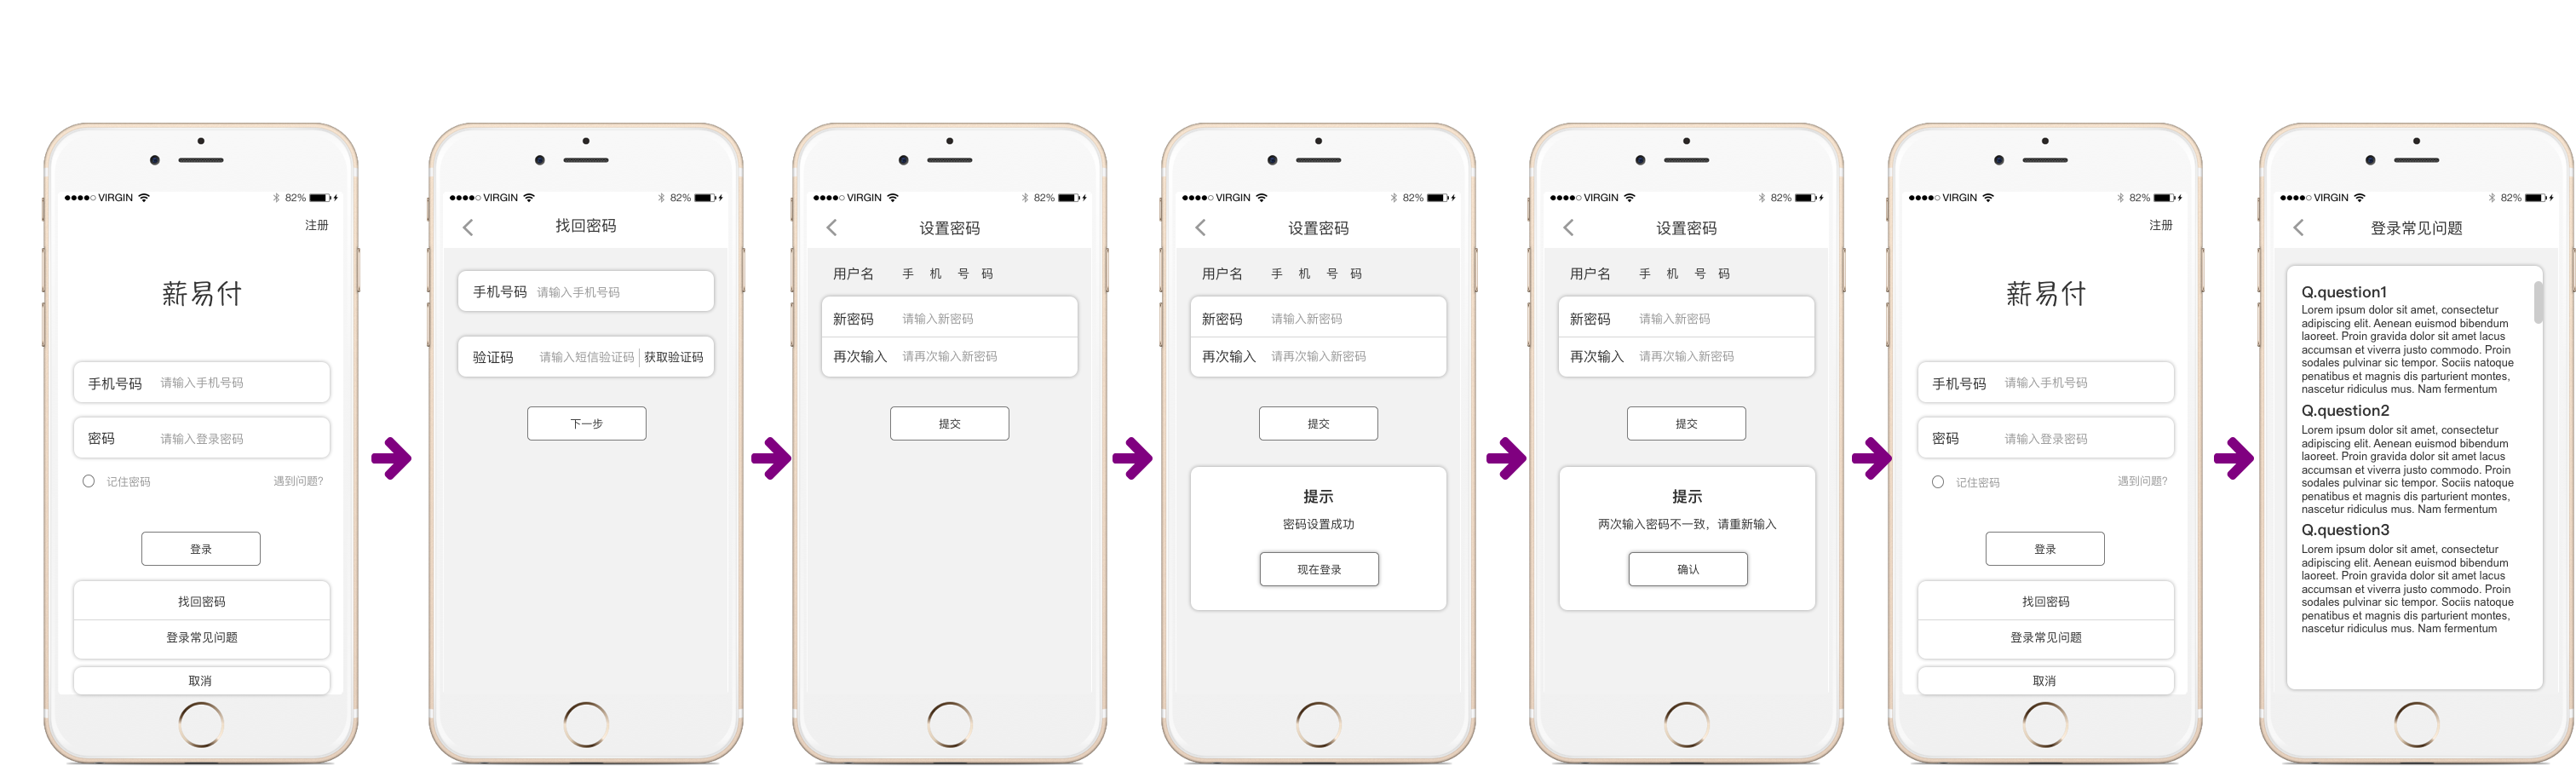 VIRGIN 82%
注册
薪易付
手机号码 请输入手机号码
密码 请输入登录密码
记住密码 遇到问题?
登录
找回密码
登录常见问题
取消
VIRGIN 82%
找回密码
手机号码 请输入手机号码
验证码 请输入短信验证码 获取验证码
下一步
VIRGIN 82%
设置密码
用户名 手 机 号 码
新密码 请输入新密码
再次输入 请再次输入新密码
提交
VIRGIN 82%
设置密码
用户名 手 机 号 码
新密码 请输入新密码
再次输入 请再次输入新密码
提交
提示
密码设置成功
现在登录
VIRGIN 82%
设置密码
用户名 手 机 号 码
新密码 请输入新密码
再次输入 请再次输入新密码
提交
提示
两次输入密码不一致，请重新输入
确认
VIRGIN 82%
注册
薪易付
手机号码 请输入手机号码
密码 请输入登录密码
记住密码 遇到问题?
登录
找回密码
登录常见问题
取消
VIRGIN 82%
登录常见问题
Q.question1
Lorem ipsum dolor sit amet, consectetur
adipiscing elit. Aenean euismod bibendum
laoreet. Proin gravida dolor sit amet lacus
accumsan et viverra justo commodo. Proin
sodales pulvinar sic tempor. Sociis natoque
penatibus et magnis dis parturient montes,
nascetur ridiculus mus. Nam fermentum
Q.question2
Lorem ipsum dolor sit amet, consectetur
adipiscing elit. Aenean euismod bibendum
laoreet. Proin gravida dolor sit amet lacus
accumsan et viverra justo commodo. Proin
sodales pulvinar sic tempor. Sociis natoque
penatibus et magnis dis parturient montes,
nascetur ridiculus mus. Nam fermentum
Q.question3
Lorem ipsum dolor sit amet, consectetur
adipiscing elit. Aenean euismod bibendum
laoreet. Proin gravida dolor sit amet lacus
accumsan et viverra justo commodo. Proin
sodales pulvinar sic tempor. Sociis natoque
penatibus et magnis dis parturient montes,
nascetur ridiculus mus. Nam fermentum